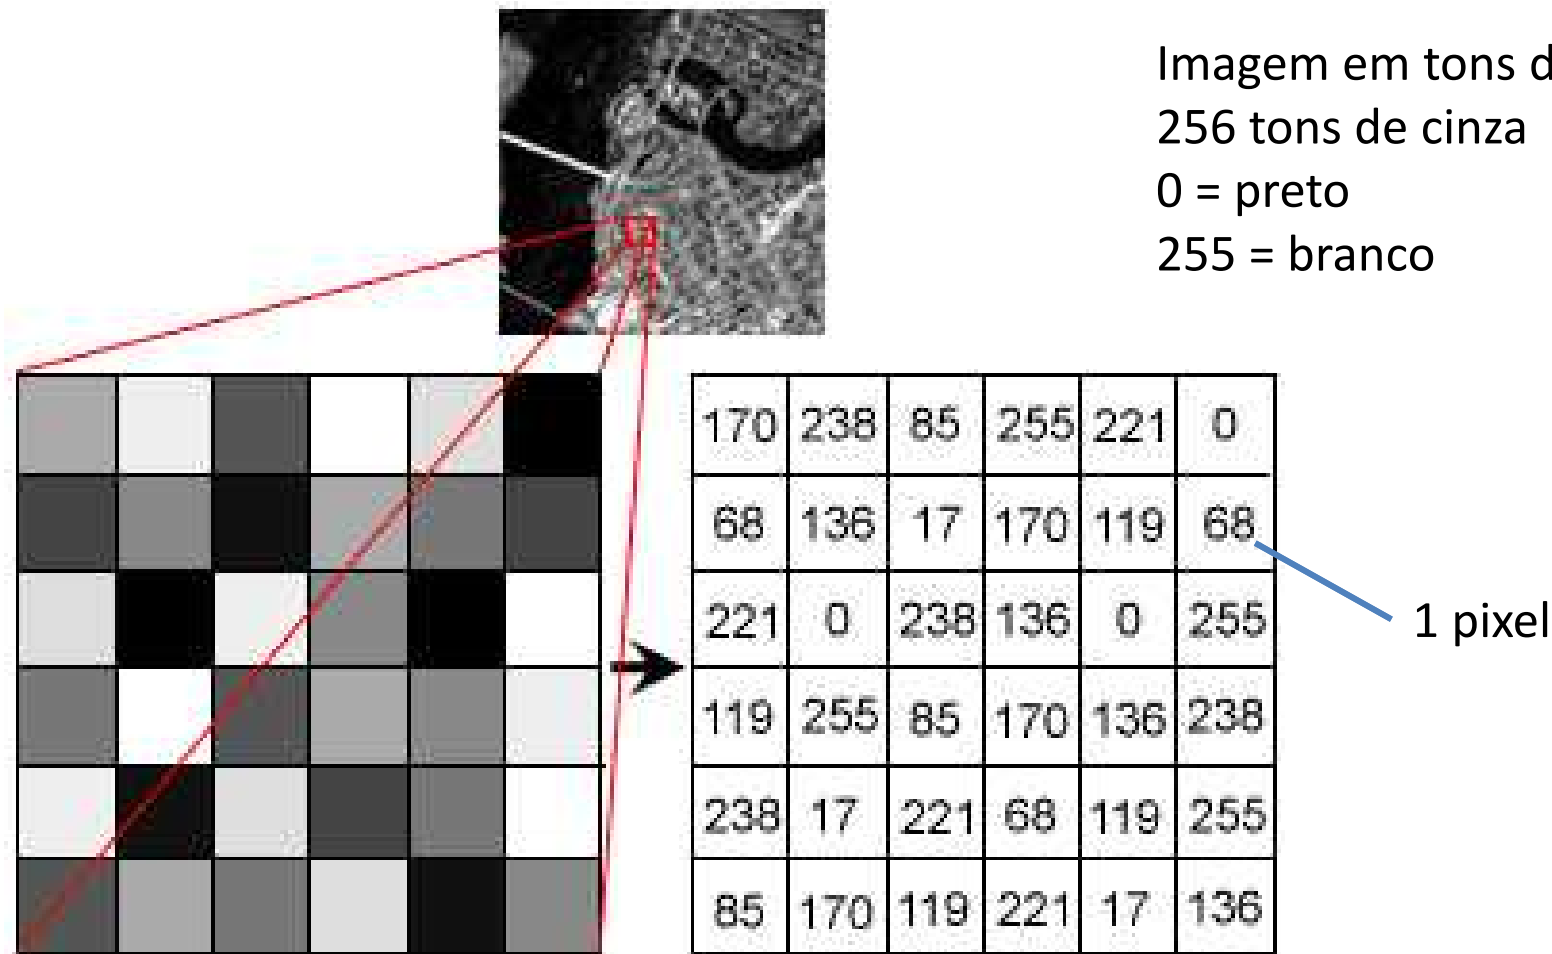 Imagem em tons d
256 tons de cinza
0 = preto
255 = branco
170 238 85 255 221 0
68 136 17 170 119 68
221 0 238 136 0 255
1 pixel
119 255 85 170 136 238
238 17 221 68 119 255
85 170 119 221 17 136